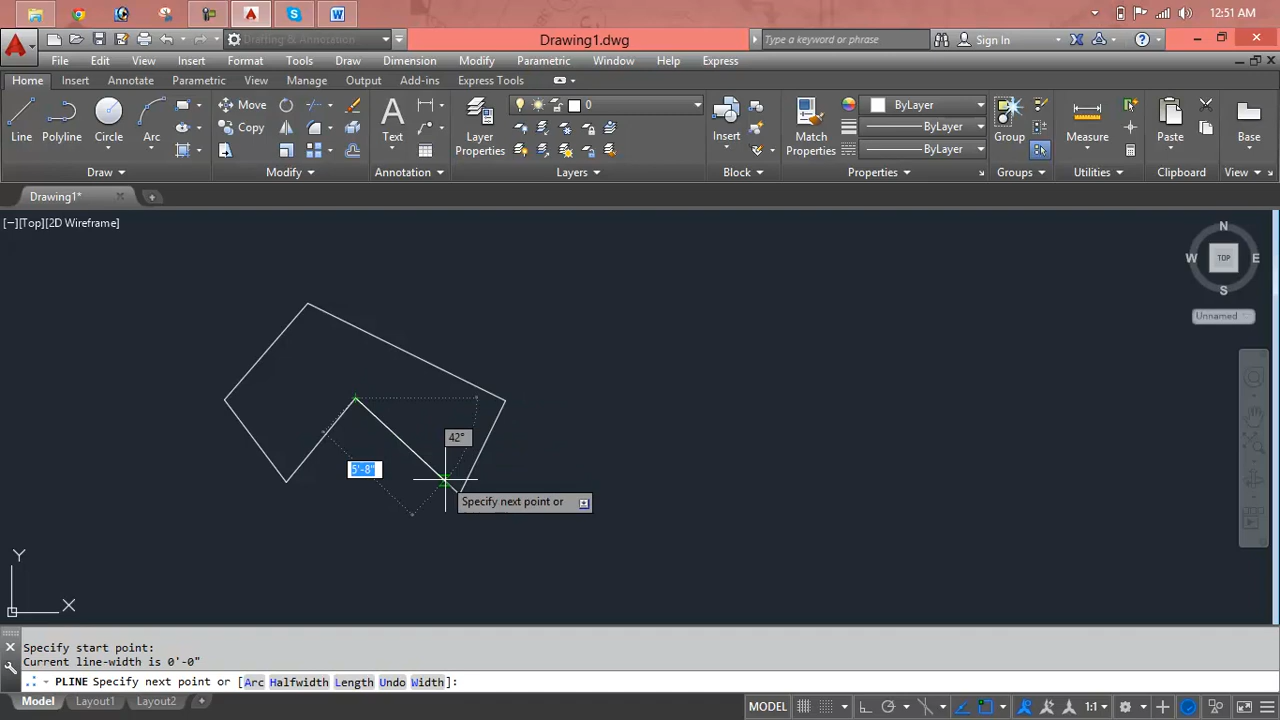 12:51 AM
Drafting & Annotation
Drawing1.dwg
Type a keyword or phrase
Sign In
File Edit View Insert Format Tools Draw Dimension Modify Parametric Window Help Express
Home Insert Annotate Parametric View Manage Output Add-ins Express Tools
Line Polyline Circle Arc
Move
Copy
Text
Layer Properties
0
Insert
Match Properties
ByLayer
ByLayer
ByLayer
Group
Measure
Paste
Base
Draw Modify Annotation Layers Block Properties Groups Utilities Clipboard View
Drawing1*
[−][Top][2D Wireframe]
N
W TOP E
S
Unnamed
42°
5'-8"
Specify next point or
Y
X
Specify start point:
Current line-width is 0'-0"
PLINE Specify next point or [Arc Halfwidth Length Undo Width]:
Model Layout1 Layout2
MODEL
1:1